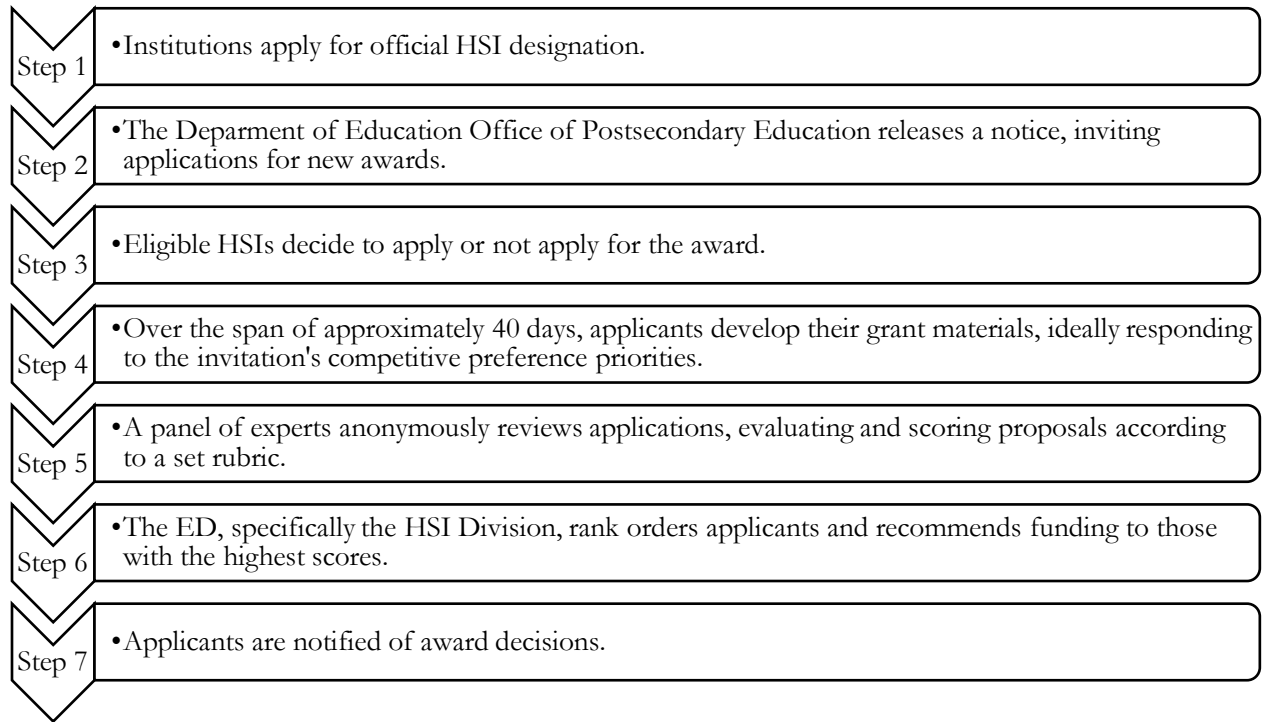 Step 1
•Institutions apply for official HSI designation.
Step 2
•The Deparment of Education Office of Postsecondary Education releases a notice, inviting
applications for new awards.
Step 3
•Eligible HSIs decide to apply or not apply for the award.
Step 4
•Over the span of approximately 40 days, applicants develop their grant materials, ideally responding
to the invitation's competitive preference priorities.
Step 5
•A panel of experts anonymously reviews applications, evaluating and scoring proposals according
to a set rubric.
Step 6
•The ED, specifically the HSI Division, rank orders applicants and recommends funding to those
with the highest scores.
Step 7
•Applicants are notified of award decisions.